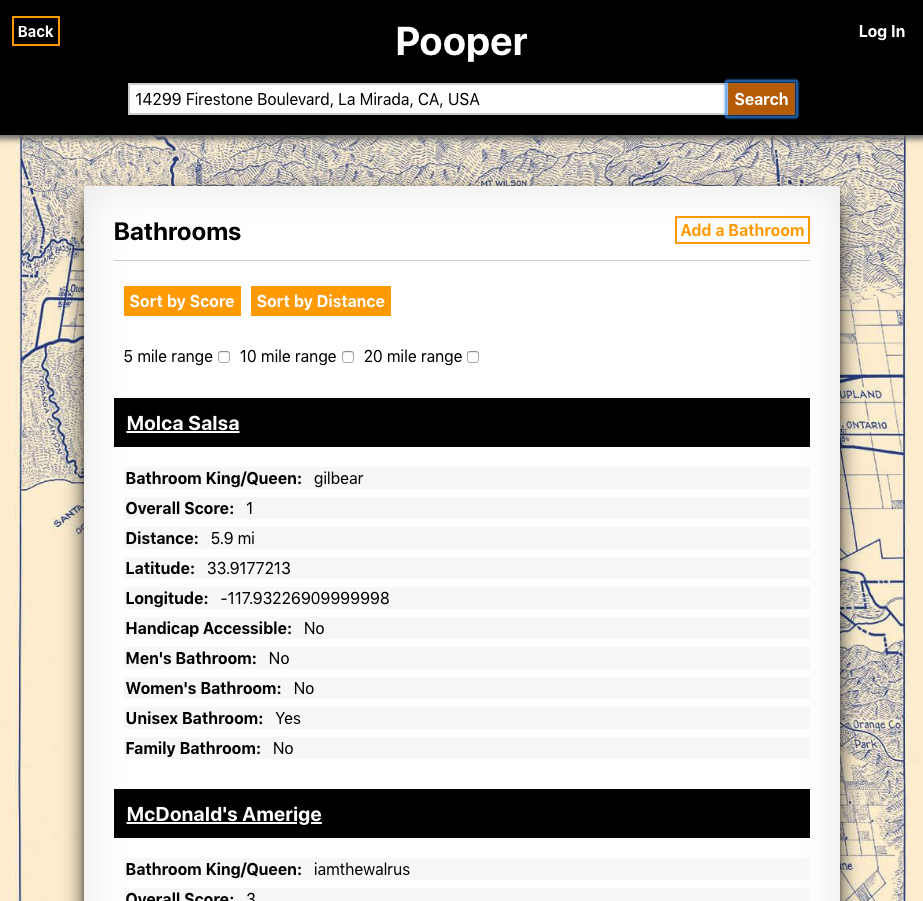 Back
Pooper
Log In
14299 Firestone Boulevard, La Mirada, CA, USA
Search
MT WILSON
Bathrooms
Add a Bathroom
Sort by Score Sort by Distance
5 mile range 10 mile range 20 mile range
UPLAND
ONTARIO
Molca Salsa
Bathroom King/Queen: gilbear
Overall Score: 1
Distance: 5.9 mi
Latitude: 33.9177213
Longitude: -117.93226909999998
Handicap Accessible: No
Men's Bathroom: No
Women's Bathroom: No
Unisex Bathroom: Yes
Family Bathroom: No
SANTA
Orange Co.
Park
McDonald's Amerige
Bathroom King/Queen: iamthewalrus
Overall Score: 3